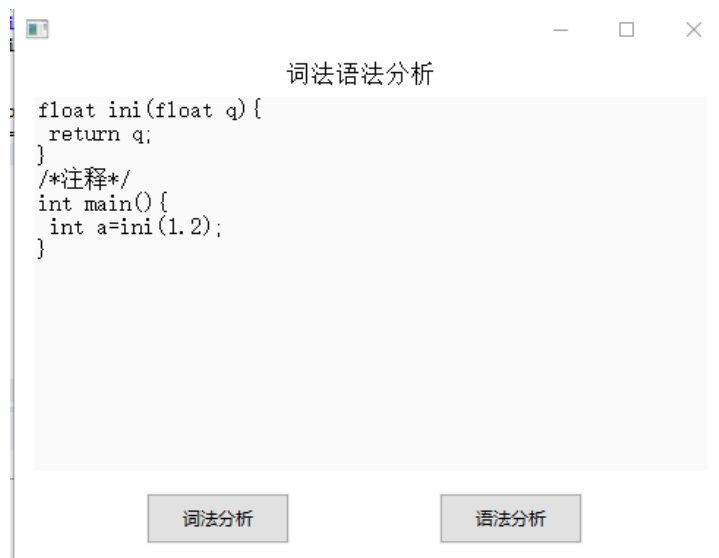 词法语法分析
float ini(float q){
 return q;
}
/*注释*/
int main(){
 int a=ini(1.2);
}
词法分析
语法分析